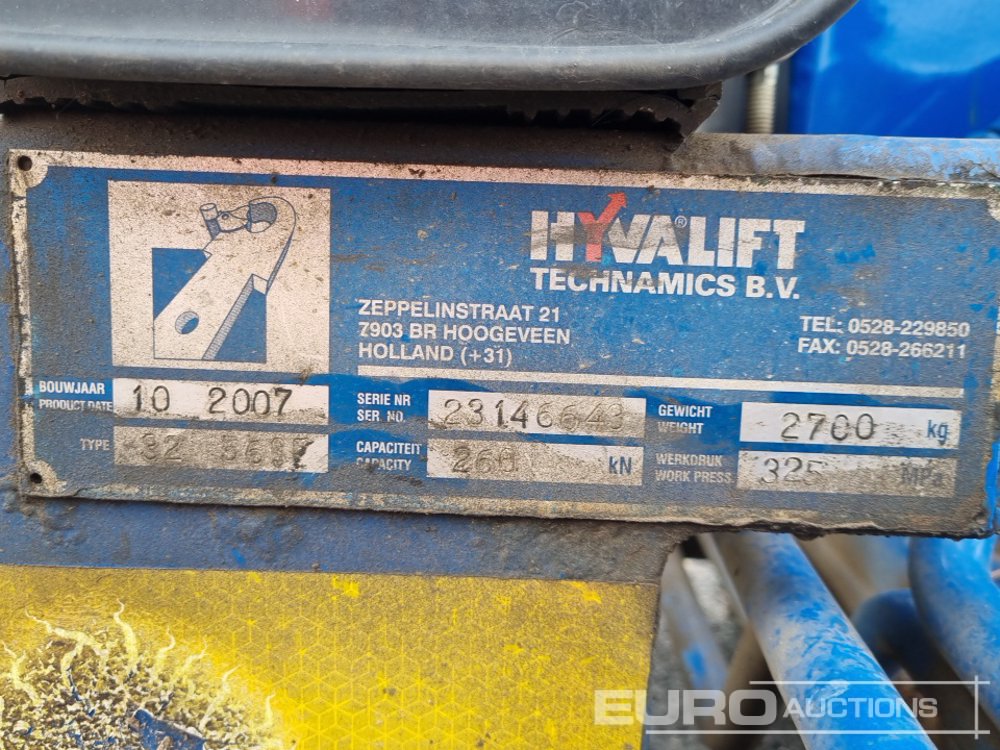 HYVALIFT®
TECHNAMICS B.V.
ZEPPELINSTRAAT 21
7903 BR HOOGEVEEN
HOLLAND (+31)
TEL: 0528-229850
FAX: 0528-266211
BOUWJAAR
PRODUCT DATE
10 2007
SERIE NR
SER. NO.
GEWICHT
WEIGHT
2700 kg
TYPE
CAPACITEIT
CAPACITY
kN
WERKDRUK
WORK PRESS
325 MPa
EURO AUCTIONS